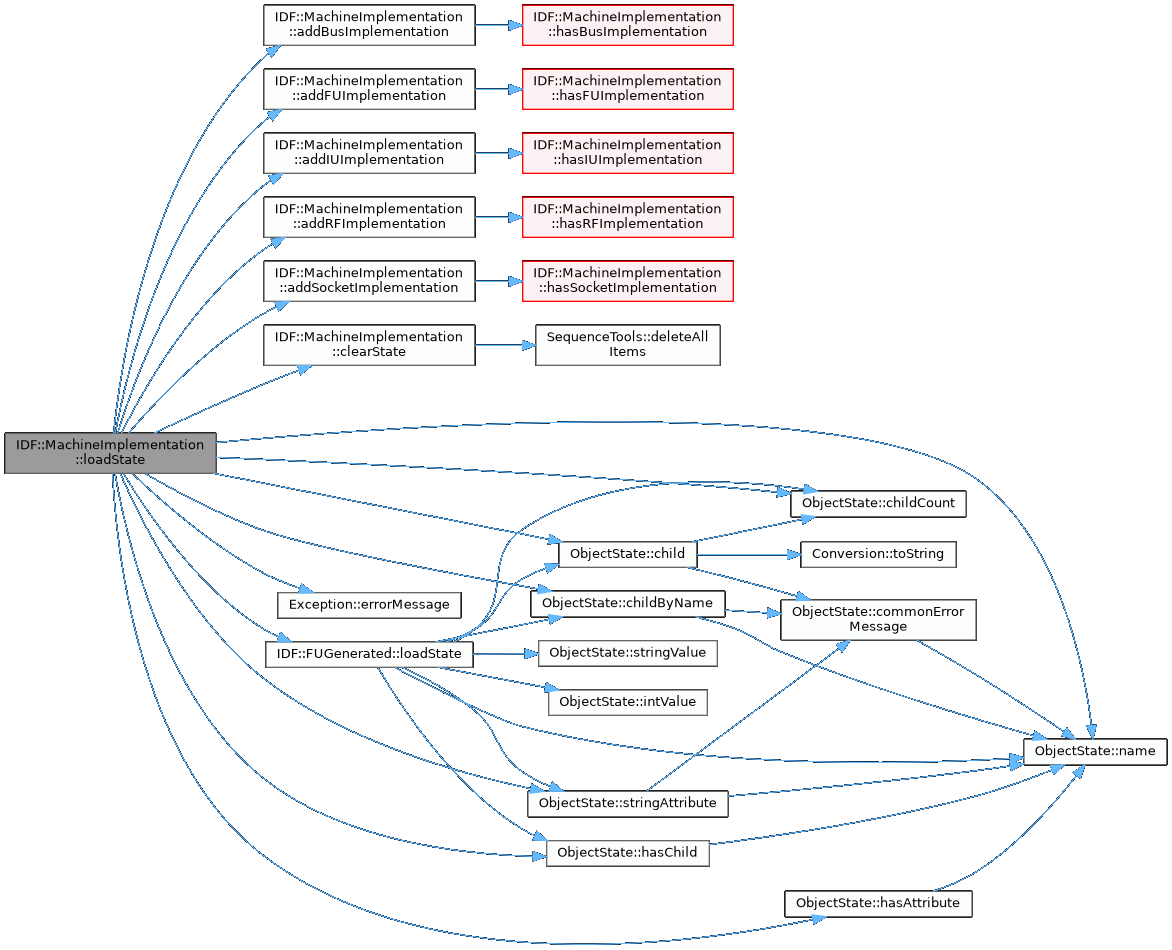 IDF::MachineImplementation
::addBusImplementation
IDF::MachineImplementation
::hasBusImplementation
IDF::MachineImplementation
::addFUImplementation
IDF::MachineImplementation
::hasFUImplementation
IDF::MachineImplementation
::addIUImplementation
IDF::MachineImplementation
::hasIUImplementation
IDF::MachineImplementation
::addRFImplementation
IDF::MachineImplementation
::hasRFImplementation
IDF::MachineImplementation
::addSocketImplementation
IDF::MachineImplementation
::hasSocketImplementation
IDF::MachineImplementation
::clearState
SequenceTools::deleteAll
Items
IDF::MachineImplementation
::loadState
ObjectState::childCount
ObjectState::child
Conversion::toString
Exception::errorMessage
ObjectState::childByName
ObjectState::commonError
Message
IDF::FUGenerated::loadState
ObjectState::stringValue
ObjectState::intValue
ObjectState::name
ObjectState::stringAttribute
ObjectState::hasChild
ObjectState::hasAttribute